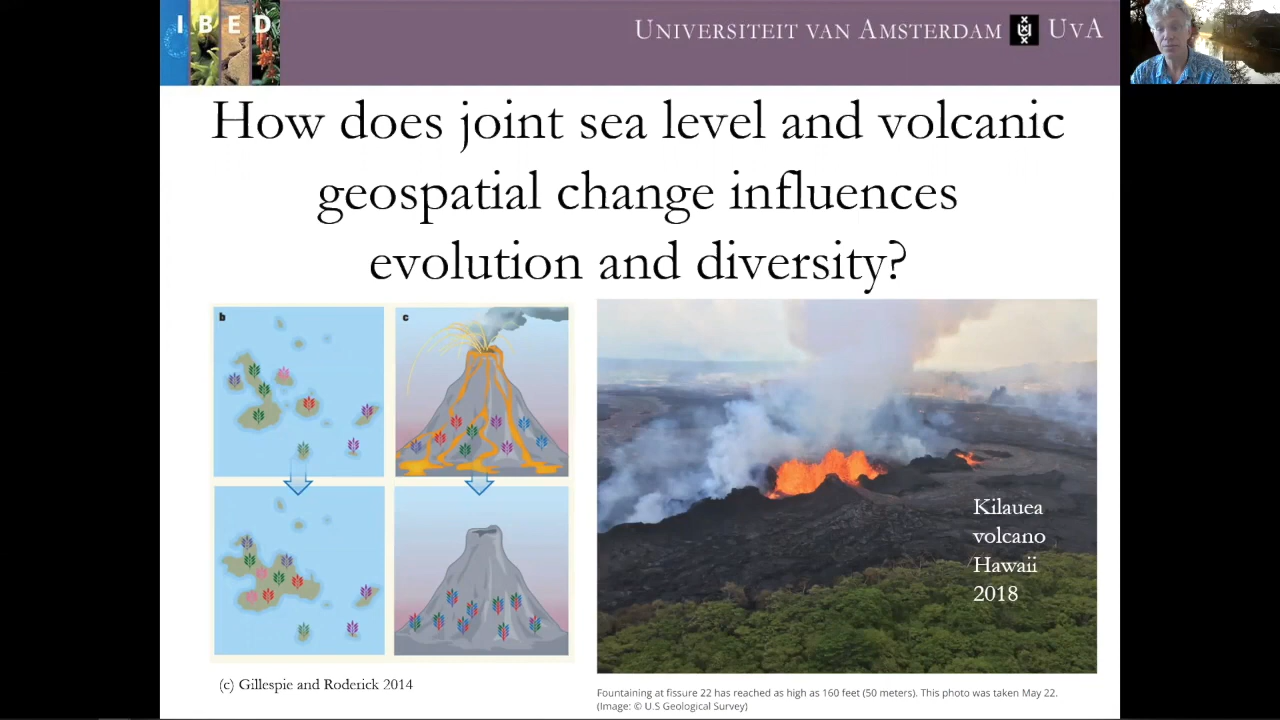 IBED
UNIVERSITEIT VAN AMSTERDAM UVA
How does joint sea level and volcanic
geospatial change influences
evolution and diversity?
b
c
Kilauea
volcano
Hawaii
2018
(c) Gillespie and Roderick 2014
Fountaining at fissure 22 has reached as high as 160 feet (50 meters). This photo was taken May 22.
(Image: © U.S Geological Survey)